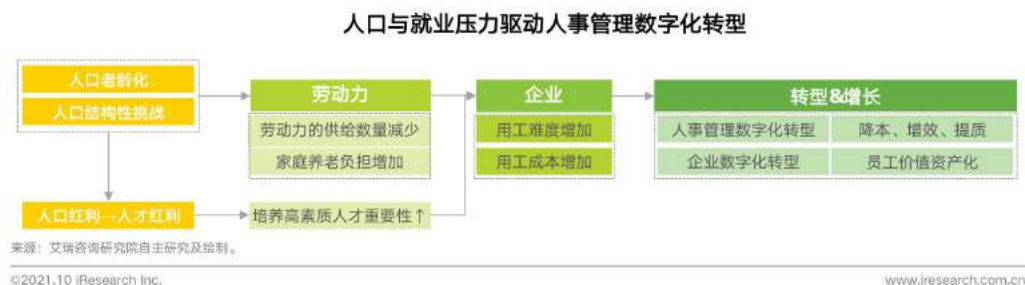 人口与就业压力驱动人事管理数字化转型
人口老龄化
人口结构性挑战
劳动力
劳动力的供给数量减少
家庭养老负担增加
企业
用工难度增加
用工成本增加
转型&增长
人事管理数字化转型
降本、增效、提质
企业数字化转型
员工价值资产化
人口红利→人才红利
培养高素质人才重要性↑
来源：艾瑞咨询研究院自主研究及绘制。
©2021.10 iResearch Inc.
www.iresearch.com.cn